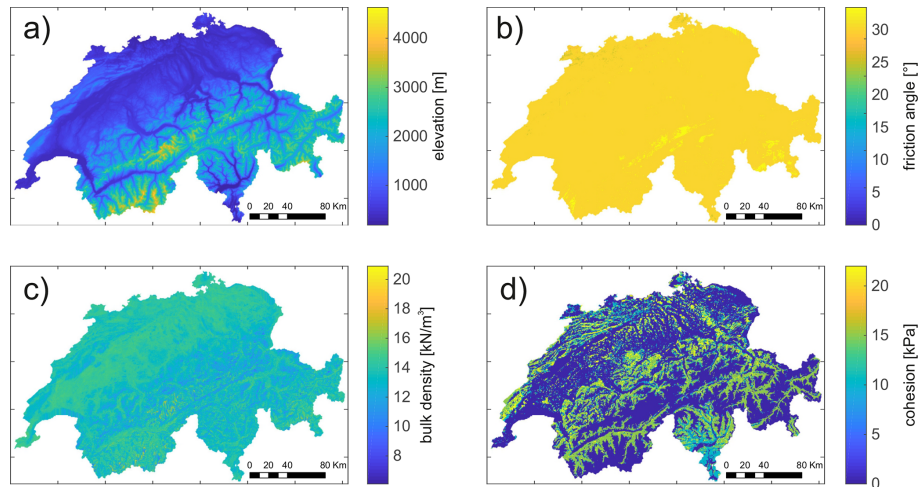 a)
4000
3000
2000
1000
elevation [m]
0 20 40 80 Km
b)
30
25
20
15
10
5
0
friction angle [°]
0 20 40 80 Km
c)
20
18
16
14
12
10
8
bulk density [kN/m³]
0 20 40 80 Km
d)
20
15
10
5
0
cohesion [kPa]
0 20 40 80 Km